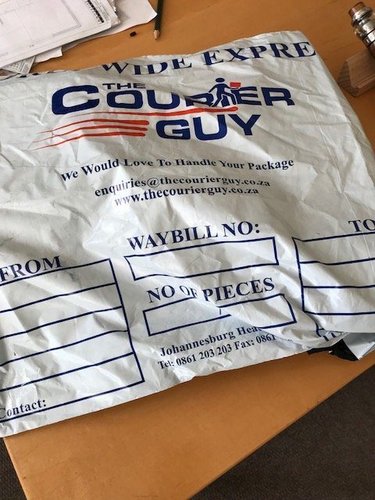 WIDE EXPRE
THE
COURIER
GUY
We Would Love To Handle Your Package
enquiries@thecourierguy.co.za
www.thecourierguy.co.za
WAYBILL NO:
TO
FROM
NO OF PIECES
Johannesburg Hea
Tel: 0861 203 203 Fax: 0861
Contact: